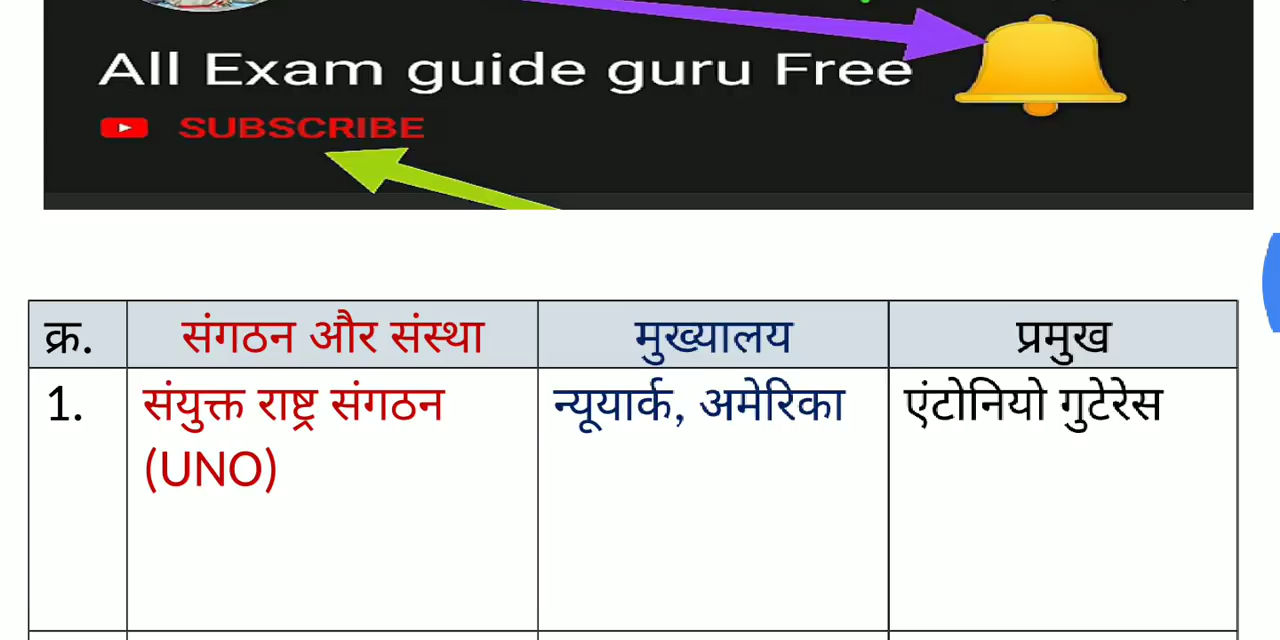 All Exam guide guru Free
SUBSCRIBE
क्र. संगठन और संस्था मुख्यालय प्रमुख
1. संयुक्त राष्ट्र संगठन न्यूयार्क, अमेरिका एंटोनियो गुटेरेस
(UNO)